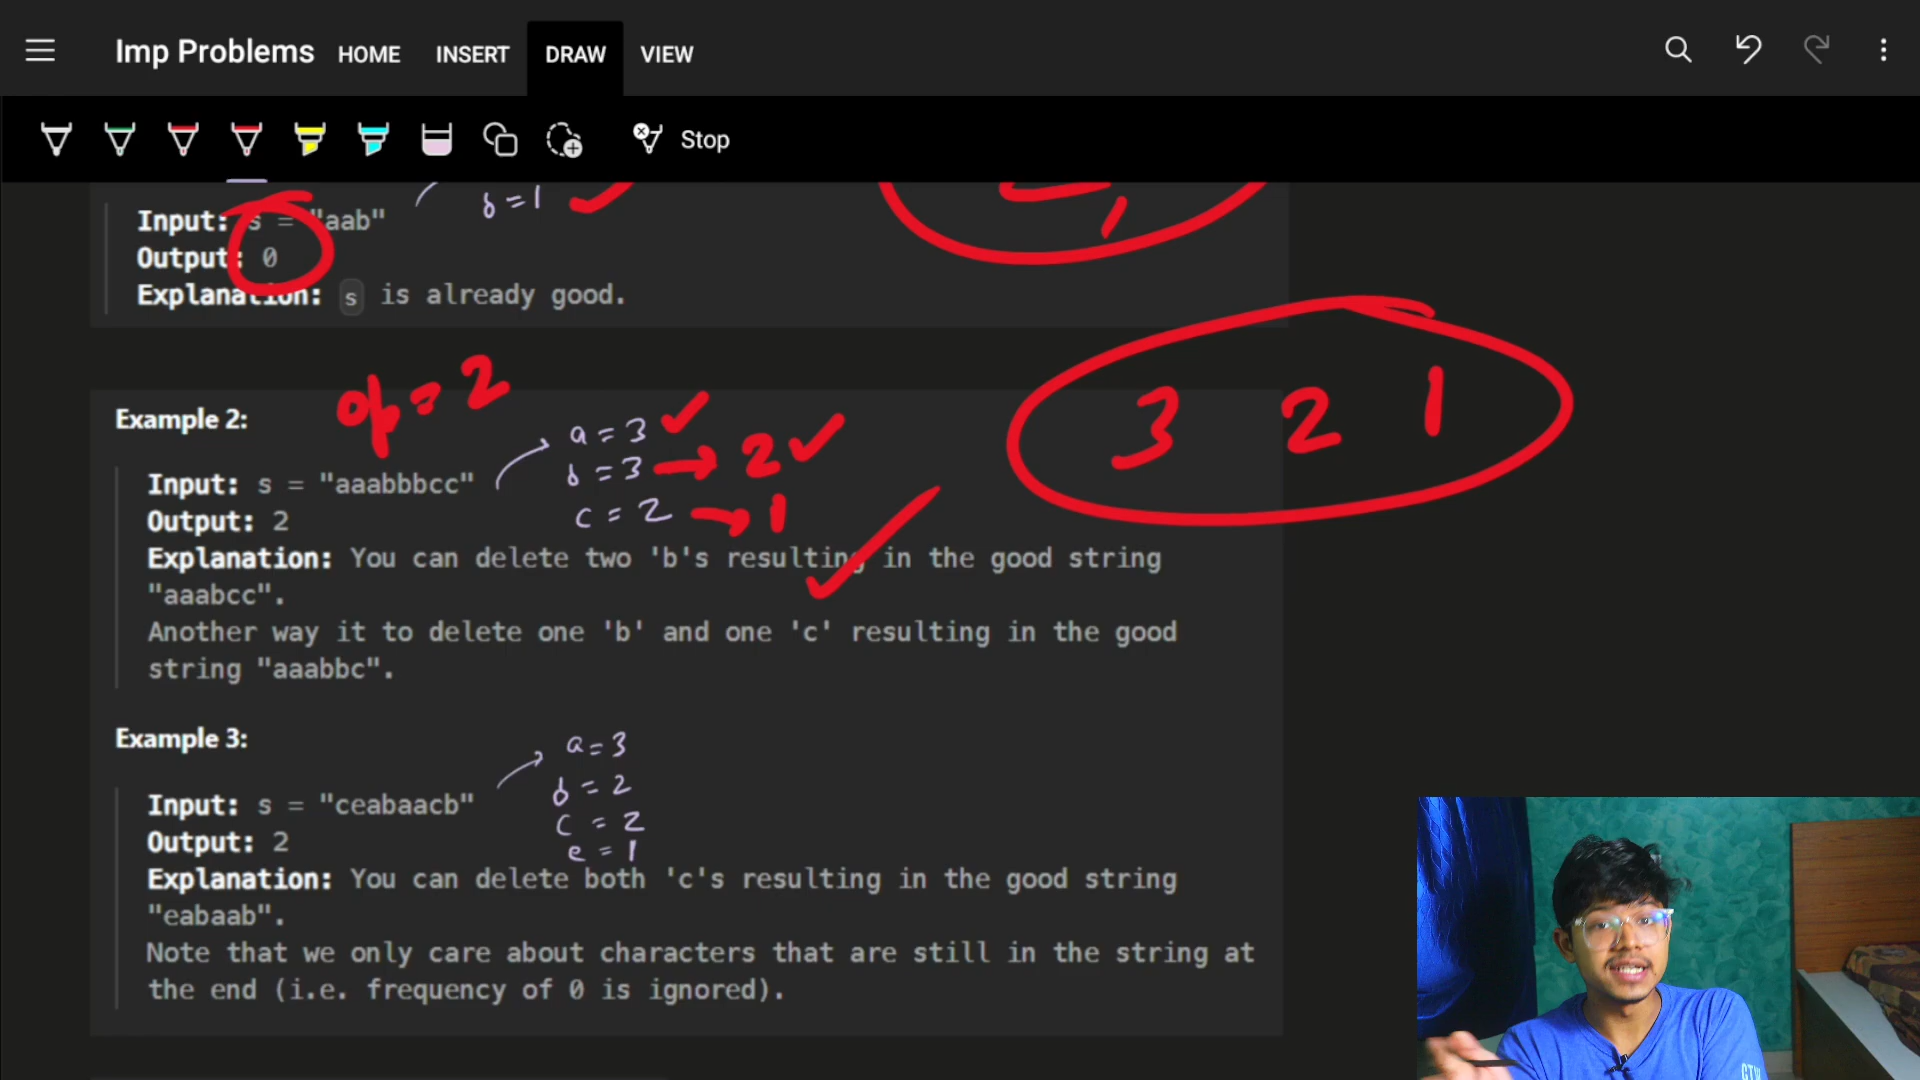 Imp Problems HOME INSERT DRAW VIEW
Stop
b = 1
Input: s = "aab"
Output: 0
Explanation: s is already good.
op = 2
3 2 1
Example 2:
a = 3
b = 3 → 2
c = 2 → 1
Input: s = "aaabbbcc"
Output: 2
Explanation: You can delete two 'b's resulting in the good string
"aaabcc".
Another way it to delete one 'b' and one 'c' resulting in the good
string "aaabbc".
Example 3:
a = 3
b = 2
c = 2
e = 1
Input: s = "ceabaacb"
Output: 2
Explanation: You can delete both 'c's resulting in the good string
"eabaab".
Note that we only care about characters that are still in the string at
the end (i.e. frequency of 0 is ignored).